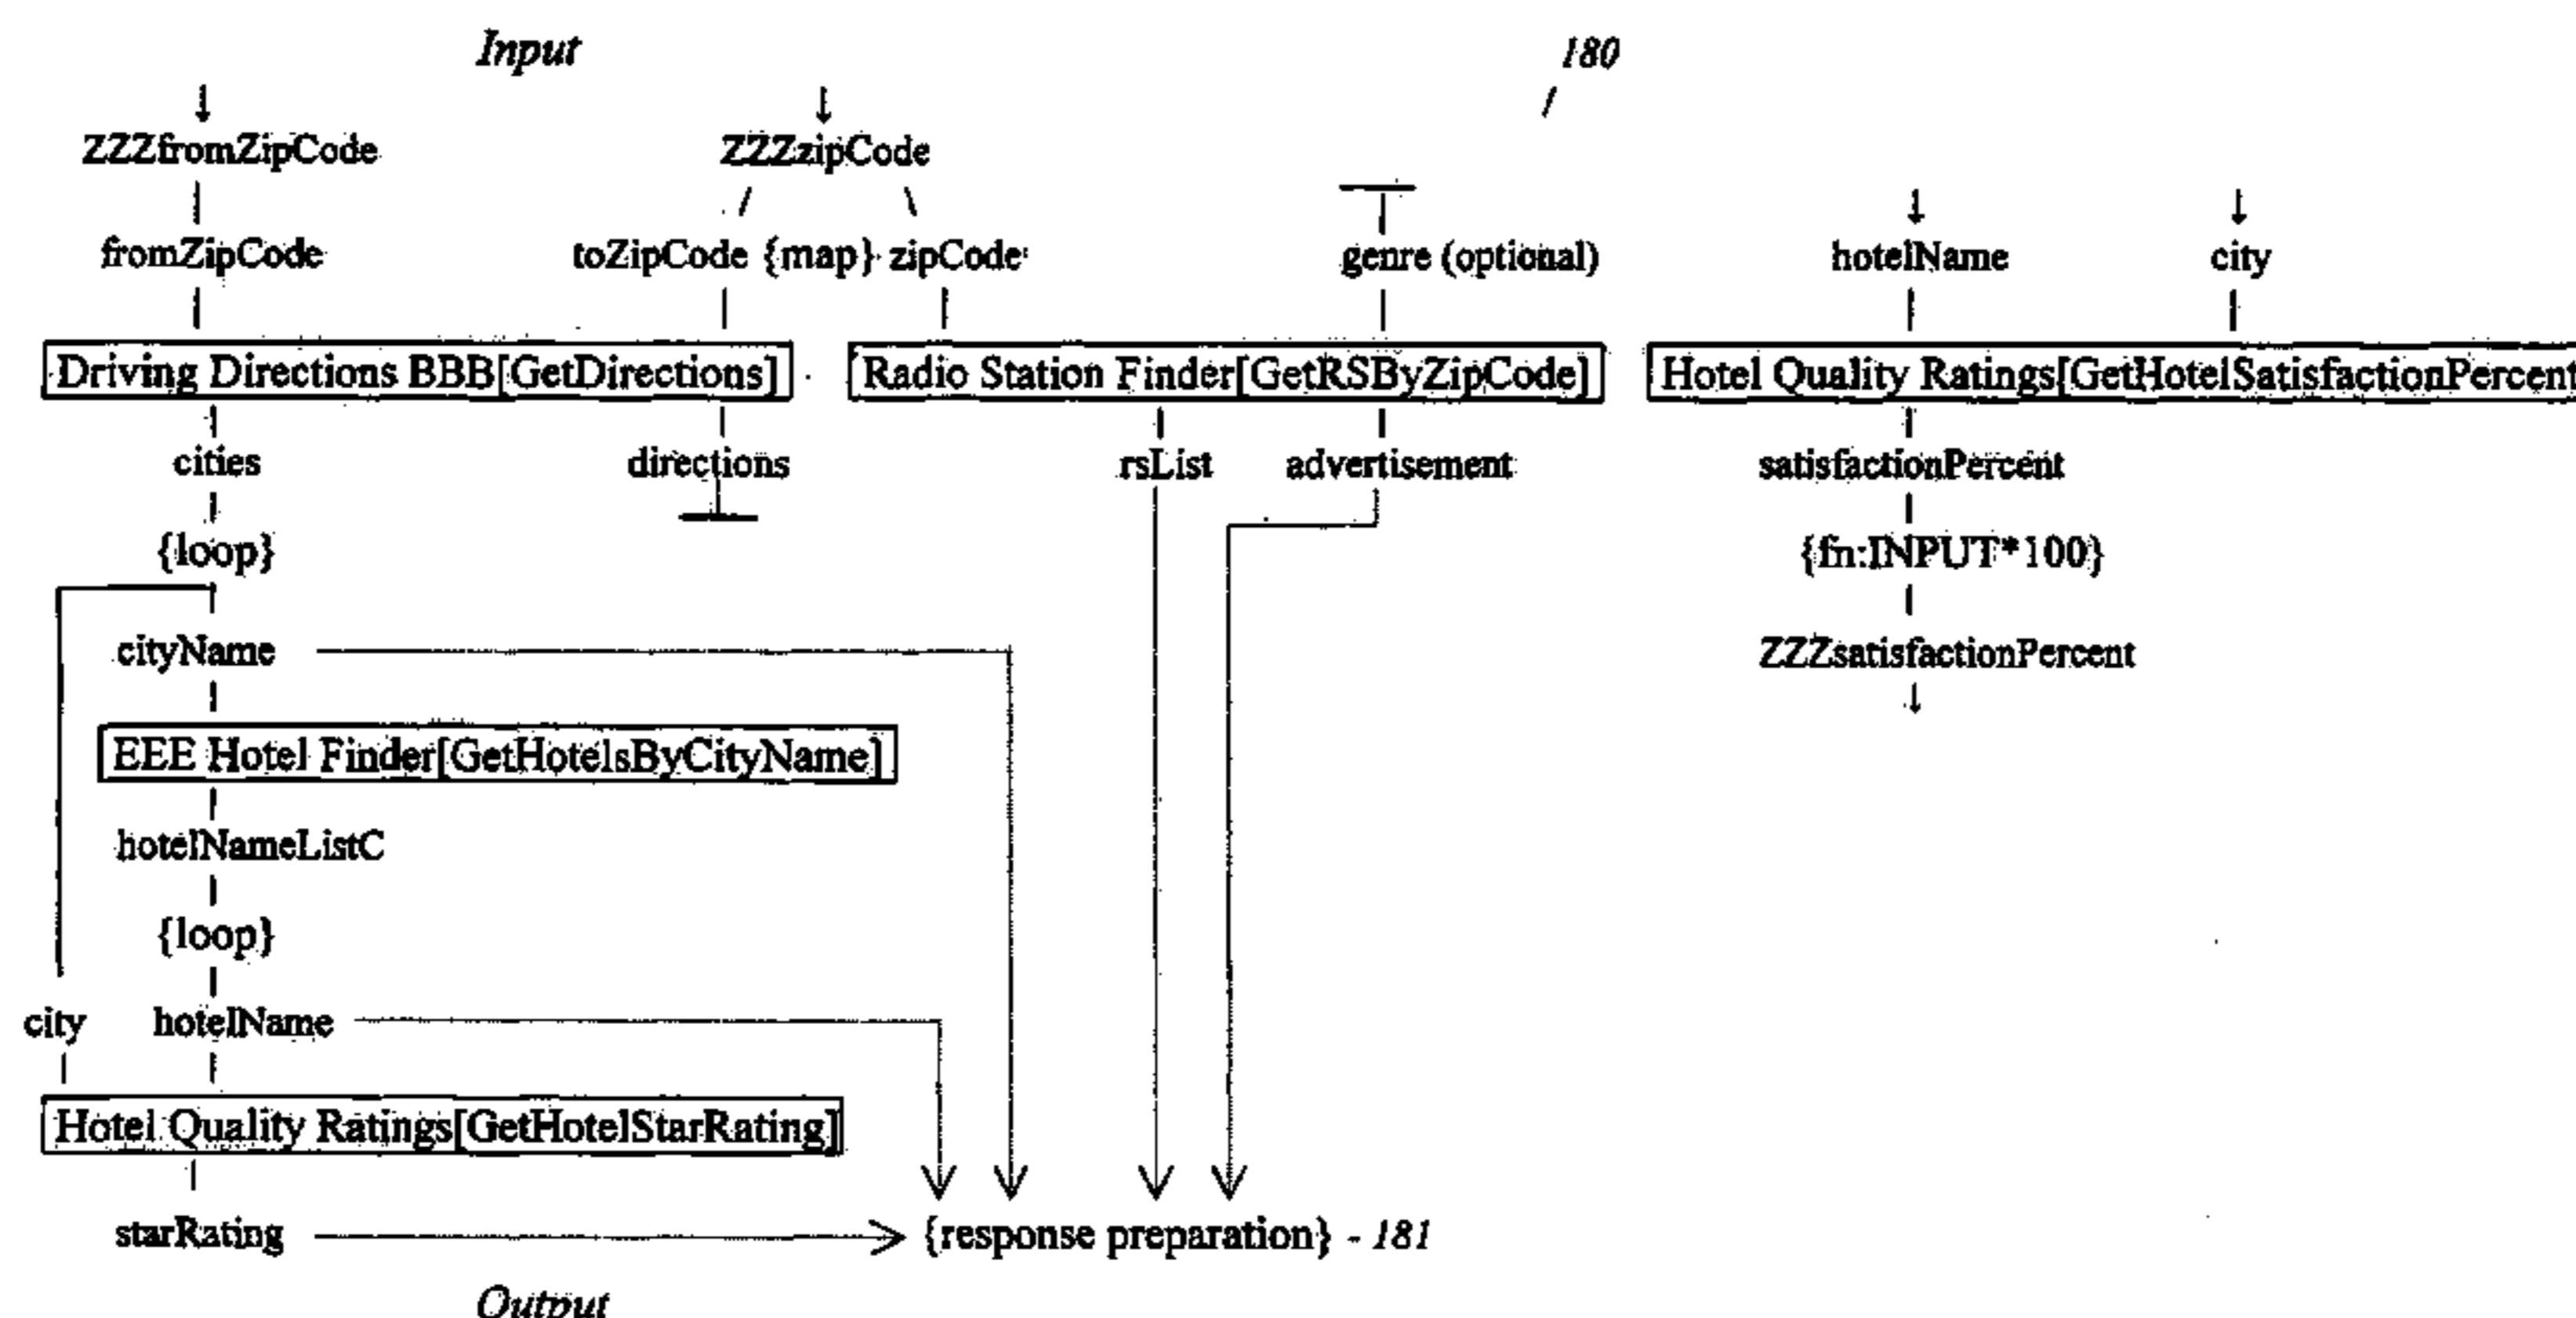 Input 180
ZZZfromZipCode ZZZzipCode
fromZipCode toZipCode {map} zipCode genre (optional) hotelName city
Driving Directions BBB[GetDirections] Radio Station Finder[GetRSByZipCode] Hotel Quality Ratings[GetHotelSatisfactionPercent
cities directions rsList advertisement satisfactionPercent
{loop} {fn:INPUT*100}
cityName ZZZsatisfactionPercent
EEE Hotel Finder[GetHotelsByCityName]
hotelNameListC
{loop}
city hotelName
Hotel Quality Ratings[GetHotelStarRating]
starRating {response preparation} - 181
Output